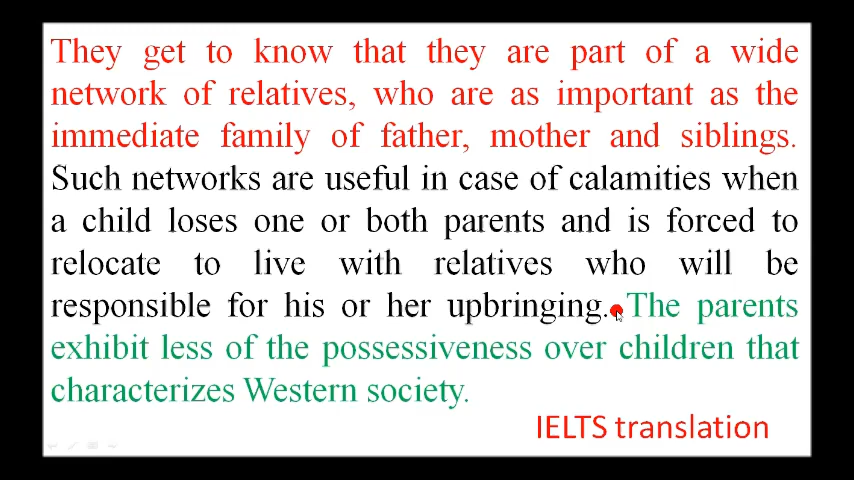 They get to know that they are part of a wide
network of relatives, who are as important as the
immediate family of father, mother and siblings.
Such networks are useful in case of calamities when
a child loses one or both parents and is forced to
relocate to live with relatives who will be
responsible for his or her upbringing. The parents
exhibit less of the possessiveness over children that
characterizes Western society.
IELTS translation